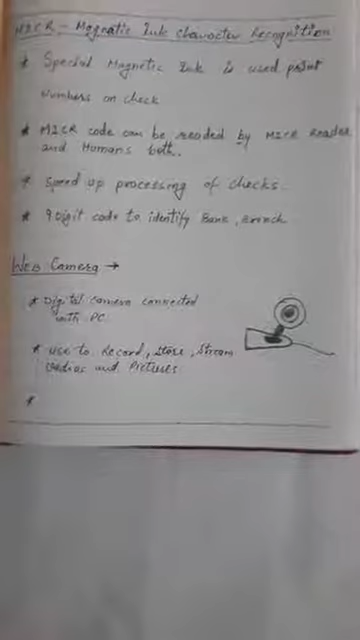 MICR - Magnatic Ink character Recognition
* Special Magnetic Ink is used print
Numbers on check
* MICR code can be readed by MICR Reader
and Humans both.
* Speed up processing of checks.
* 9 Digit code to identify Bank, Branch
Web Camera →
* Digital camera connected
with PC.
* Use to Record, Store, Stream
Vedios and Pictures
*